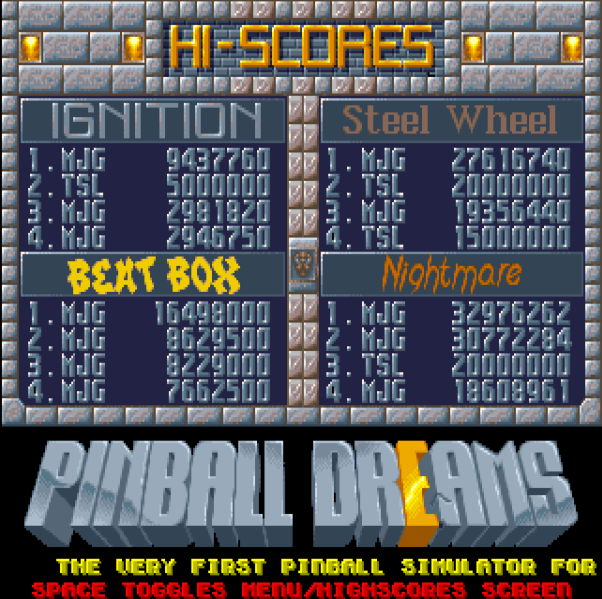 HI-SCORES
IGNITION
1. MJG 9437760
2. TSL 5000000
3. MJG 2981820
4. MJG 2946750
Steel Wheel
1. MJG 27616740
2. TSL 20000000
3. MJG 19356440
4. TSL 15000000
BEAT BOX
1. MJG 16498000
2. MJG 8629500
3. MJG 8229000
4. MJG 7662500
Nightmare
1. MJG 32976262
2. MJG 30772284
3. TSL 20000000
4. MJG 18608961
PINBALL DREAMS
THE VERY FIRST PINBALL SIMULATOR FOR
SPACE TOGGLES MENU/HIGHSCORES SCREEN